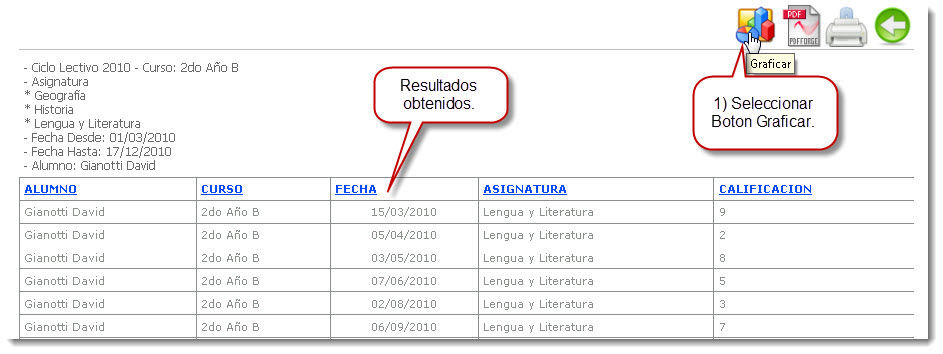 PDF
PDFFORGE
Graficar
- Ciclo Lectivo 2010 - Curso: 2do Año B
- Asignatura
* Geografía
* Historia
* Lengua y Literatura
- Fecha Desde: 01/03/2010
- Fecha Hasta: 17/12/2010
- Alumno: Gianotti David
Resultados
obtenidos.
1) Seleccionar
Boton Graficar.
ALUMNO CURSO FECHA ASIGNATURA CALIFICACION
Gianotti David 2do Año B 15/03/2010 Lengua y Literatura 9
Gianotti David 2do Año B 05/04/2010 Lengua y Literatura 2
Gianotti David 2do Año B 03/05/2010 Lengua y Literatura 8
Gianotti David 2do Año B 07/06/2010 Lengua y Literatura 5
Gianotti David 2do Año B 02/08/2010 Lengua y Literatura 3
Gianotti David 2do Año B 06/09/2010 Lengua y Literatura 7